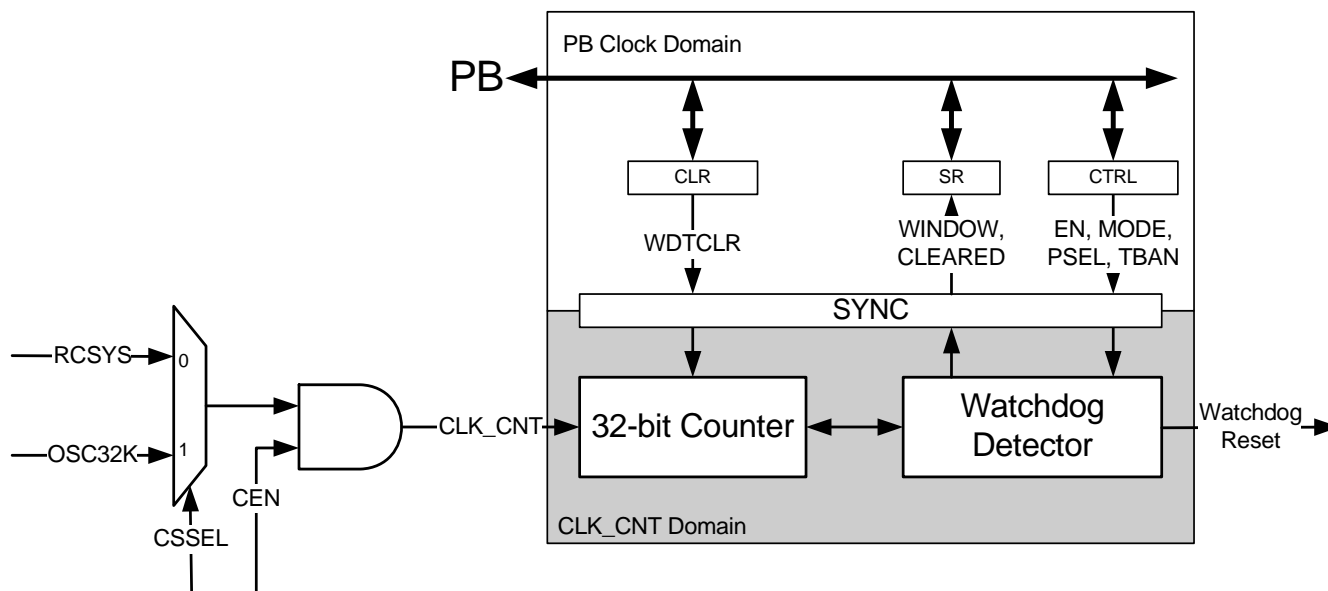 PB Clock Domain
PB
CLR
SR
CTRL
WDTCLR
WINDOW,
CLEARED
EN, MODE,
PSEL, TBAN
SYNC
RCSYS
0
OSC32K
1
CSSEL
CEN
CLK_CNT
32-bit Counter
Watchdog
Detector
Watchdog
Reset
CLK_CNT Domain